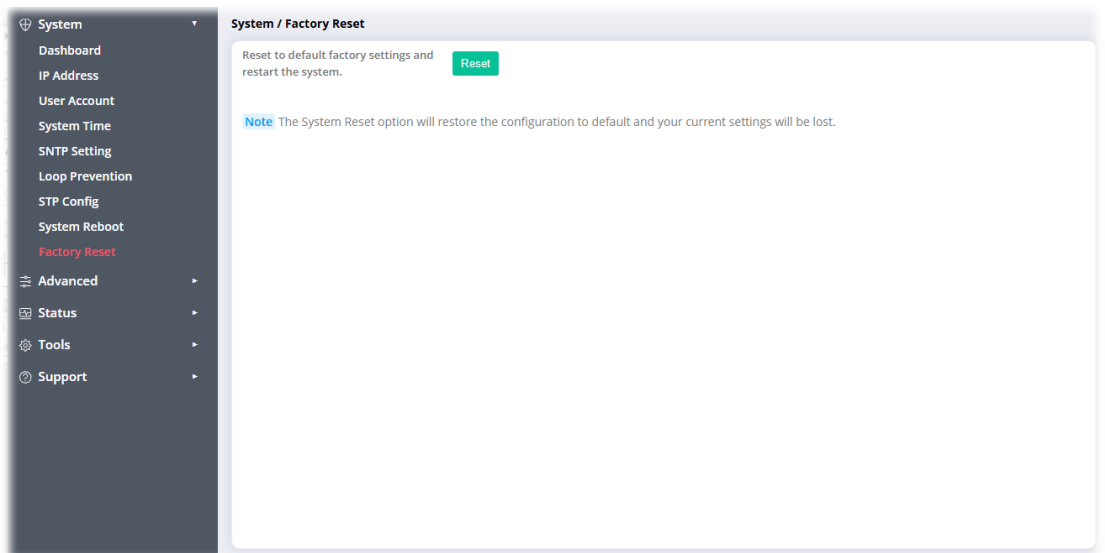 System
Dashboard
IP Address
User Account
System Time
SNTP Setting
Loop Prevention
STP Config
System Reboot
Factory Reset
Advanced
Status
Tools
Support
System / Factory Reset
Reset to default factory settings and
restart the system.
Reset
Note The System Reset option will restore the configuration to default and your current settings will be lost.